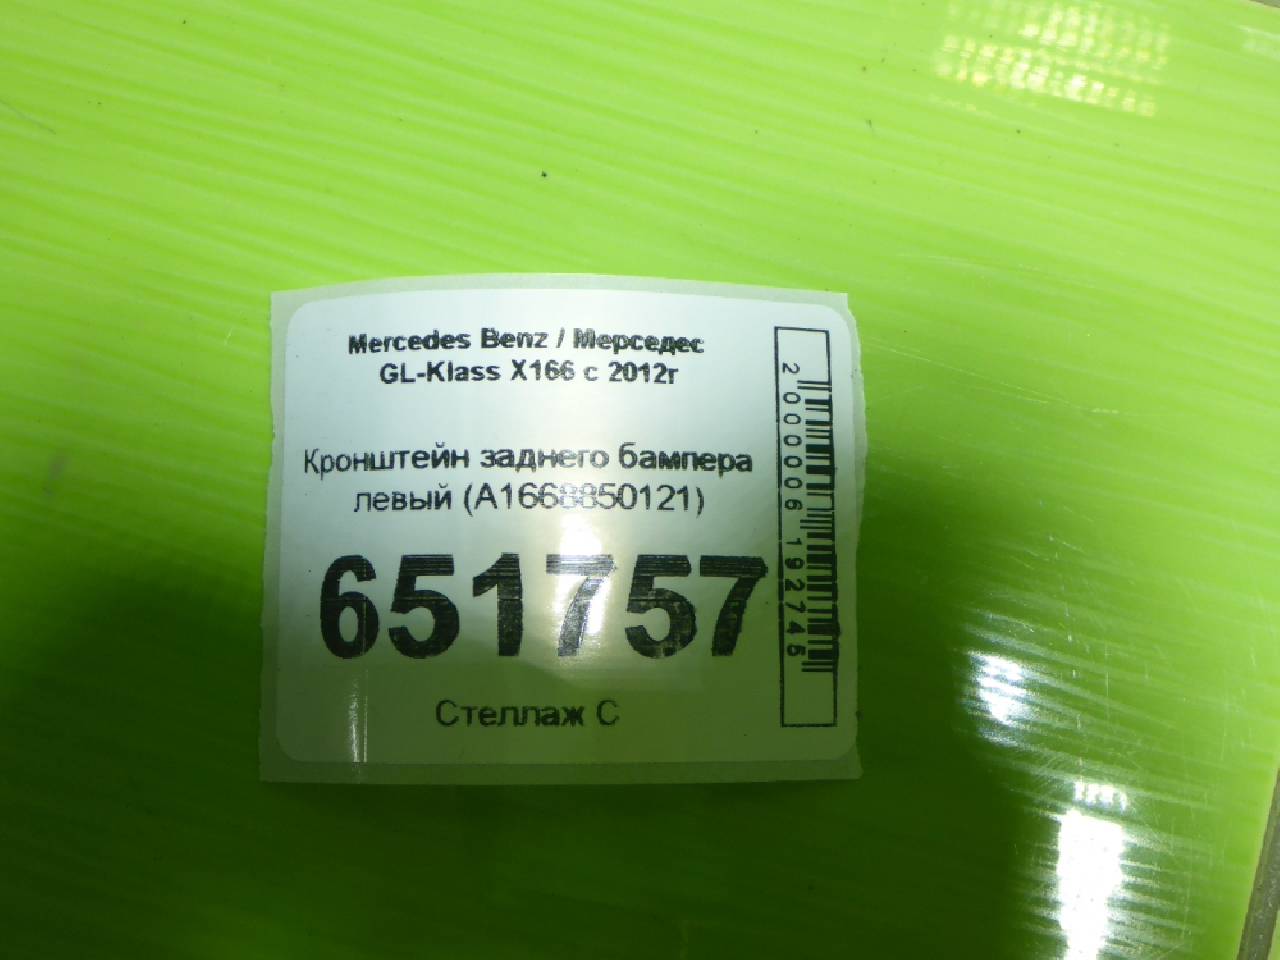 Mercedes Benz / Мерседес
GL-Klass X166 с 2012г
Кронштейн заднего бампера
левый (A1668850121)
651757
Стеллаж С
2000006192745